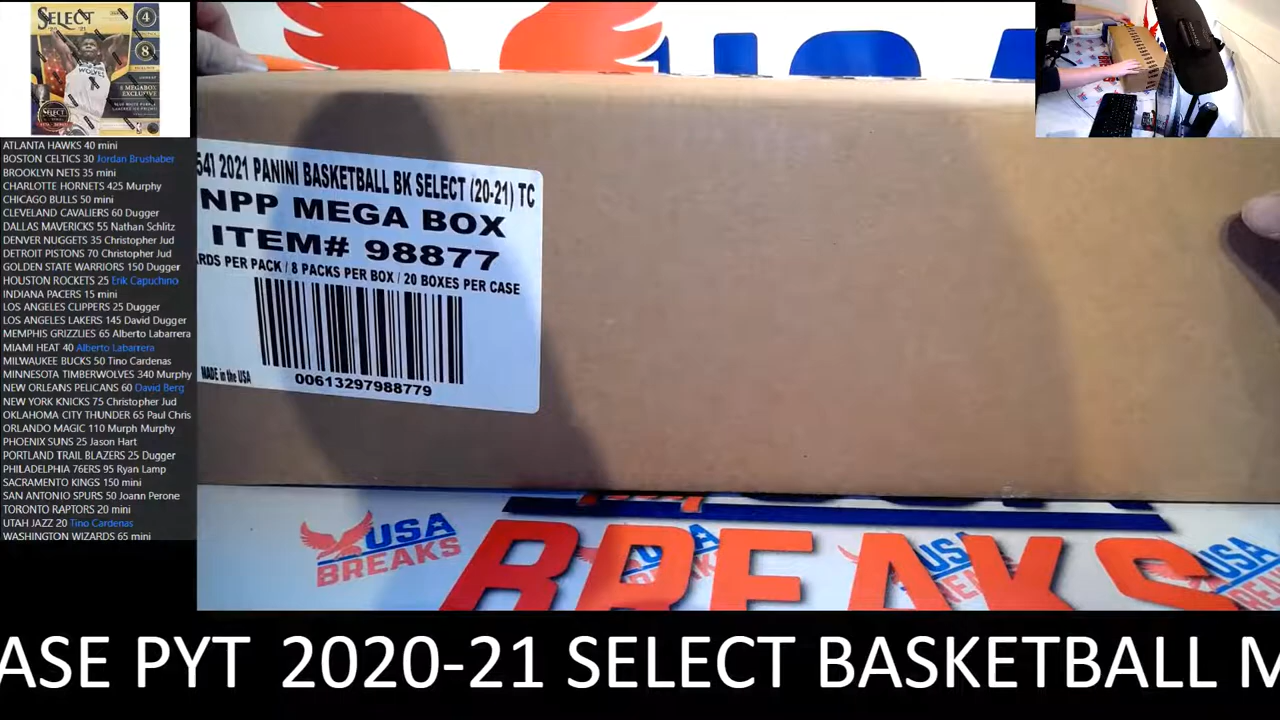 SELECT
4
8
WOLVES
SELECT
ATLANTA HAWKS 40 mini
BOSTON CELTICS 30 Jordan Brushaber
BROOKLYN NETS 35 mini
CHARLOTTE HORNETS 425 Murphy
CHICAGO BULLS 50 mini
CLEVELAND CAVALIERS 60 Dugger
DALLAS MAVERICKS 55 Nathan Schlitz
DENVER NUGGETS 35 Christopher Jud
DETROIT PISTONS 70 Christopher Jud
GOLDEN STATE WARRIORS 150 Dugger
HOUSTON ROCKETS 25 Erik Capuchino
INDIANA PACERS 15 mini
LOS ANGELES CLIPPERS 25 Dugger
LOS ANGELES LAKERS 145 David Dugger
MEMPHIS GRIZZLIES 65 Alberto Labarrera
MIAMI HEAT 40 Alberto Labarrera
MILWAUKEE BUCKS 50 Tino Cardenas
MINNESOTA TIMBERWOLVES 340 Murphy
NEW ORLEANS PELICANS 60 David Berg
NEW YORK KNICKS 75 Christopher Jud
OKLAHOMA CITY THUNDER 65 Paul Chris
ORLANDO MAGIC 110 Murph Murphy
PHOENIX SUNS 25 Jason Hart
PORTLAND TRAIL BLAZERS 25 Dugger
PHILADELPHIA 76ERS 95 Ryan Lamp
SACRAMENTO KINGS 150 mini
SAN ANTONIO SPURS 50 Joann Perone
TORONTO RAPTORS 20 mini
UTAH JAZZ 20 Tino Cardenas
WASHINGTON WIZARDS 65 mini
54) 2021 PANINI BASKETBALL BK SELECT (20-21) TC
NPP MEGA BOX
ITEM# 98877
RDS PER PACK / 8 PACKS PER BOX / 20 BOXES PER CASE
MADE in the USA
00613297988779
USA
BREAKS
BREAKS
USA
USA
ASE PYT 2020-21 SELECT BASKETBALL M